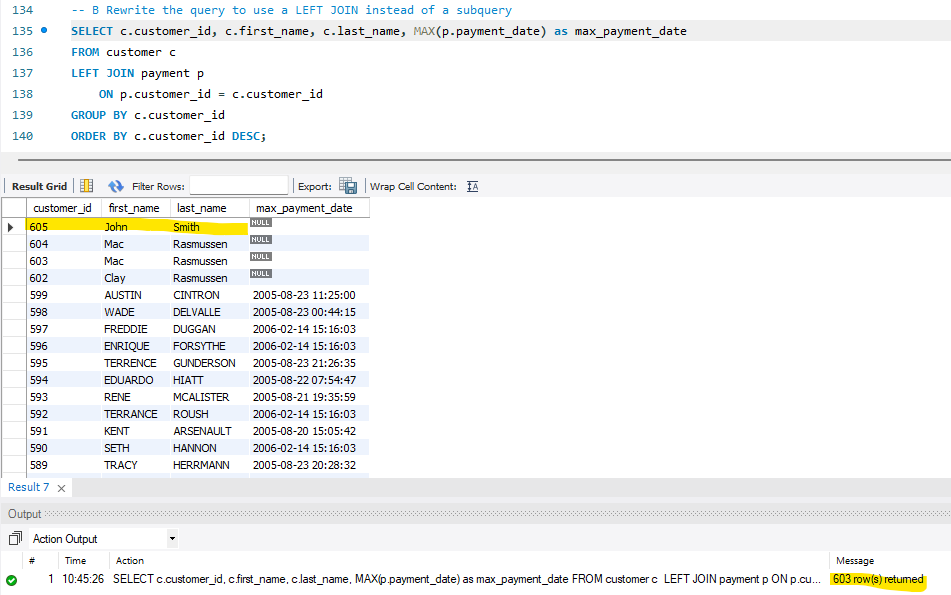 134 -- B Rewrite the query to use a LEFT JOIN instead of a subquery
135 SELECT c.customer_id, c.first_name, c.last_name, MAX(p.payment_date) as max_payment_date
136 FROM customer c
137 LEFT JOIN payment p
138 ON p.customer_id = c.customer_id
139 GROUP BY c.customer_id
140 ORDER BY c.customer_id DESC;
Result Grid Filter Rows: Export: Wrap Cell Content: IA
customer_id first_name last_name max_payment_date
605 John Smith NULL
604 Mac Rasmussen NULL
603 Mac Rasmussen NULL
602 Clay Rasmussen NULL
599 AUSTIN CINTRON 2005-08-23 11:25:00
598 WADE DELVALLE 2005-08-23 00:44:15
597 FREDDIE DUGGAN 2006-02-14 15:16:03
596 ENRIQUE FORSYTHE 2006-02-14 15:16:03
595 TERRENCE GUNDERSON 2005-08-23 21:26:35
594 EDUARDO HIATT 2005-08-22 07:54:47
593 RENE MCALISTER 2005-08-21 19:35:59
592 TERRANCE ROUSH 2006-02-14 15:16:03
591 KENT ARSENAULT 2005-08-20 15:05:42
590 SETH HANNON 2006-02-14 15:16:03
589 TRACY HERRMANN 2005-08-23 20:28:32
Result 7
Output
Action Output
# Time Action Message
1 10:45:26 SELECT c.customer_id, c.first_name, c.last_name, MAX(p.payment_date) as max_payment_date FROM customer c LEFT JOIN payment p ON p.cu... 603 row(s) returned